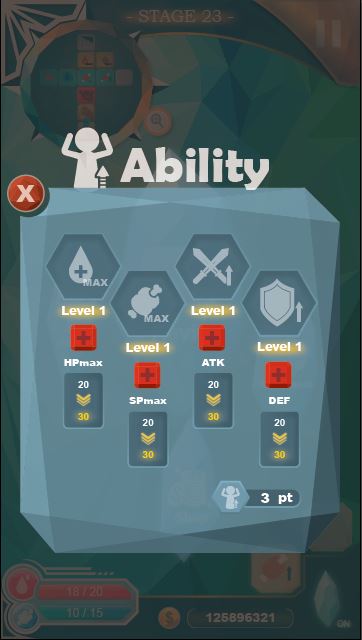 - STAGE 23 -
Ability
X
MAX
Level 1
MAX
Level 1
Level 1
Level 1
HPmax
20
30
SPmax
20
30
ATK
20
30
DEF
20
30
3 pt
18 / 20
10 / 15
$ 125896321
ON